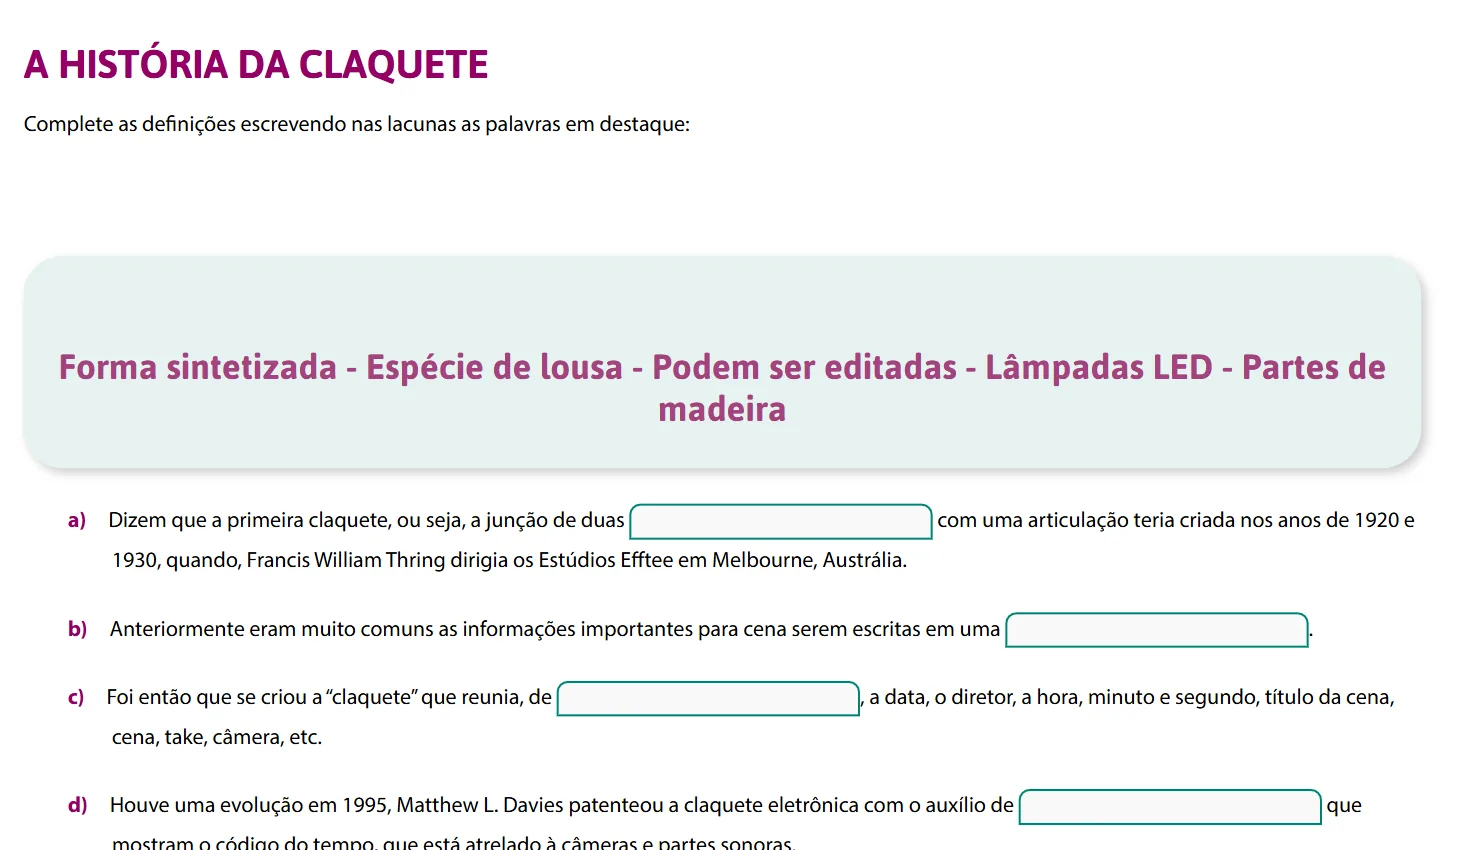 A HISTÓRIA DA CLAQUETE
Complete as definições escrevendo nas lacunas as palavras em destaque:
Forma sintetizada - Espécie de lousa - Podem ser editadas - Lâmpadas LED - Partes de
madeira
a) Dizem que a primeira claquete, ou seja, a junção de duas com uma articulação teria criada nos anos de 1920 e
1930, quando, Francis William Thring dirigia os Estúdios Efftee em Melbourne, Austrália.
b) Anteriormente eram muito comuns as informações importantes para cena serem escritas em uma .
c) Foi então que se criou a “claquete” que reunia, de , a data, o diretor, a hora, minuto e segundo, título da cena,
cena, take, câmera, etc.
d) Houve uma evolução em 1995, Matthew L. Davies patenteou a claquete eletrônica com o auxílio de que
mostram o código do tempo, que está atrelado à câmeras e partes sonoras.